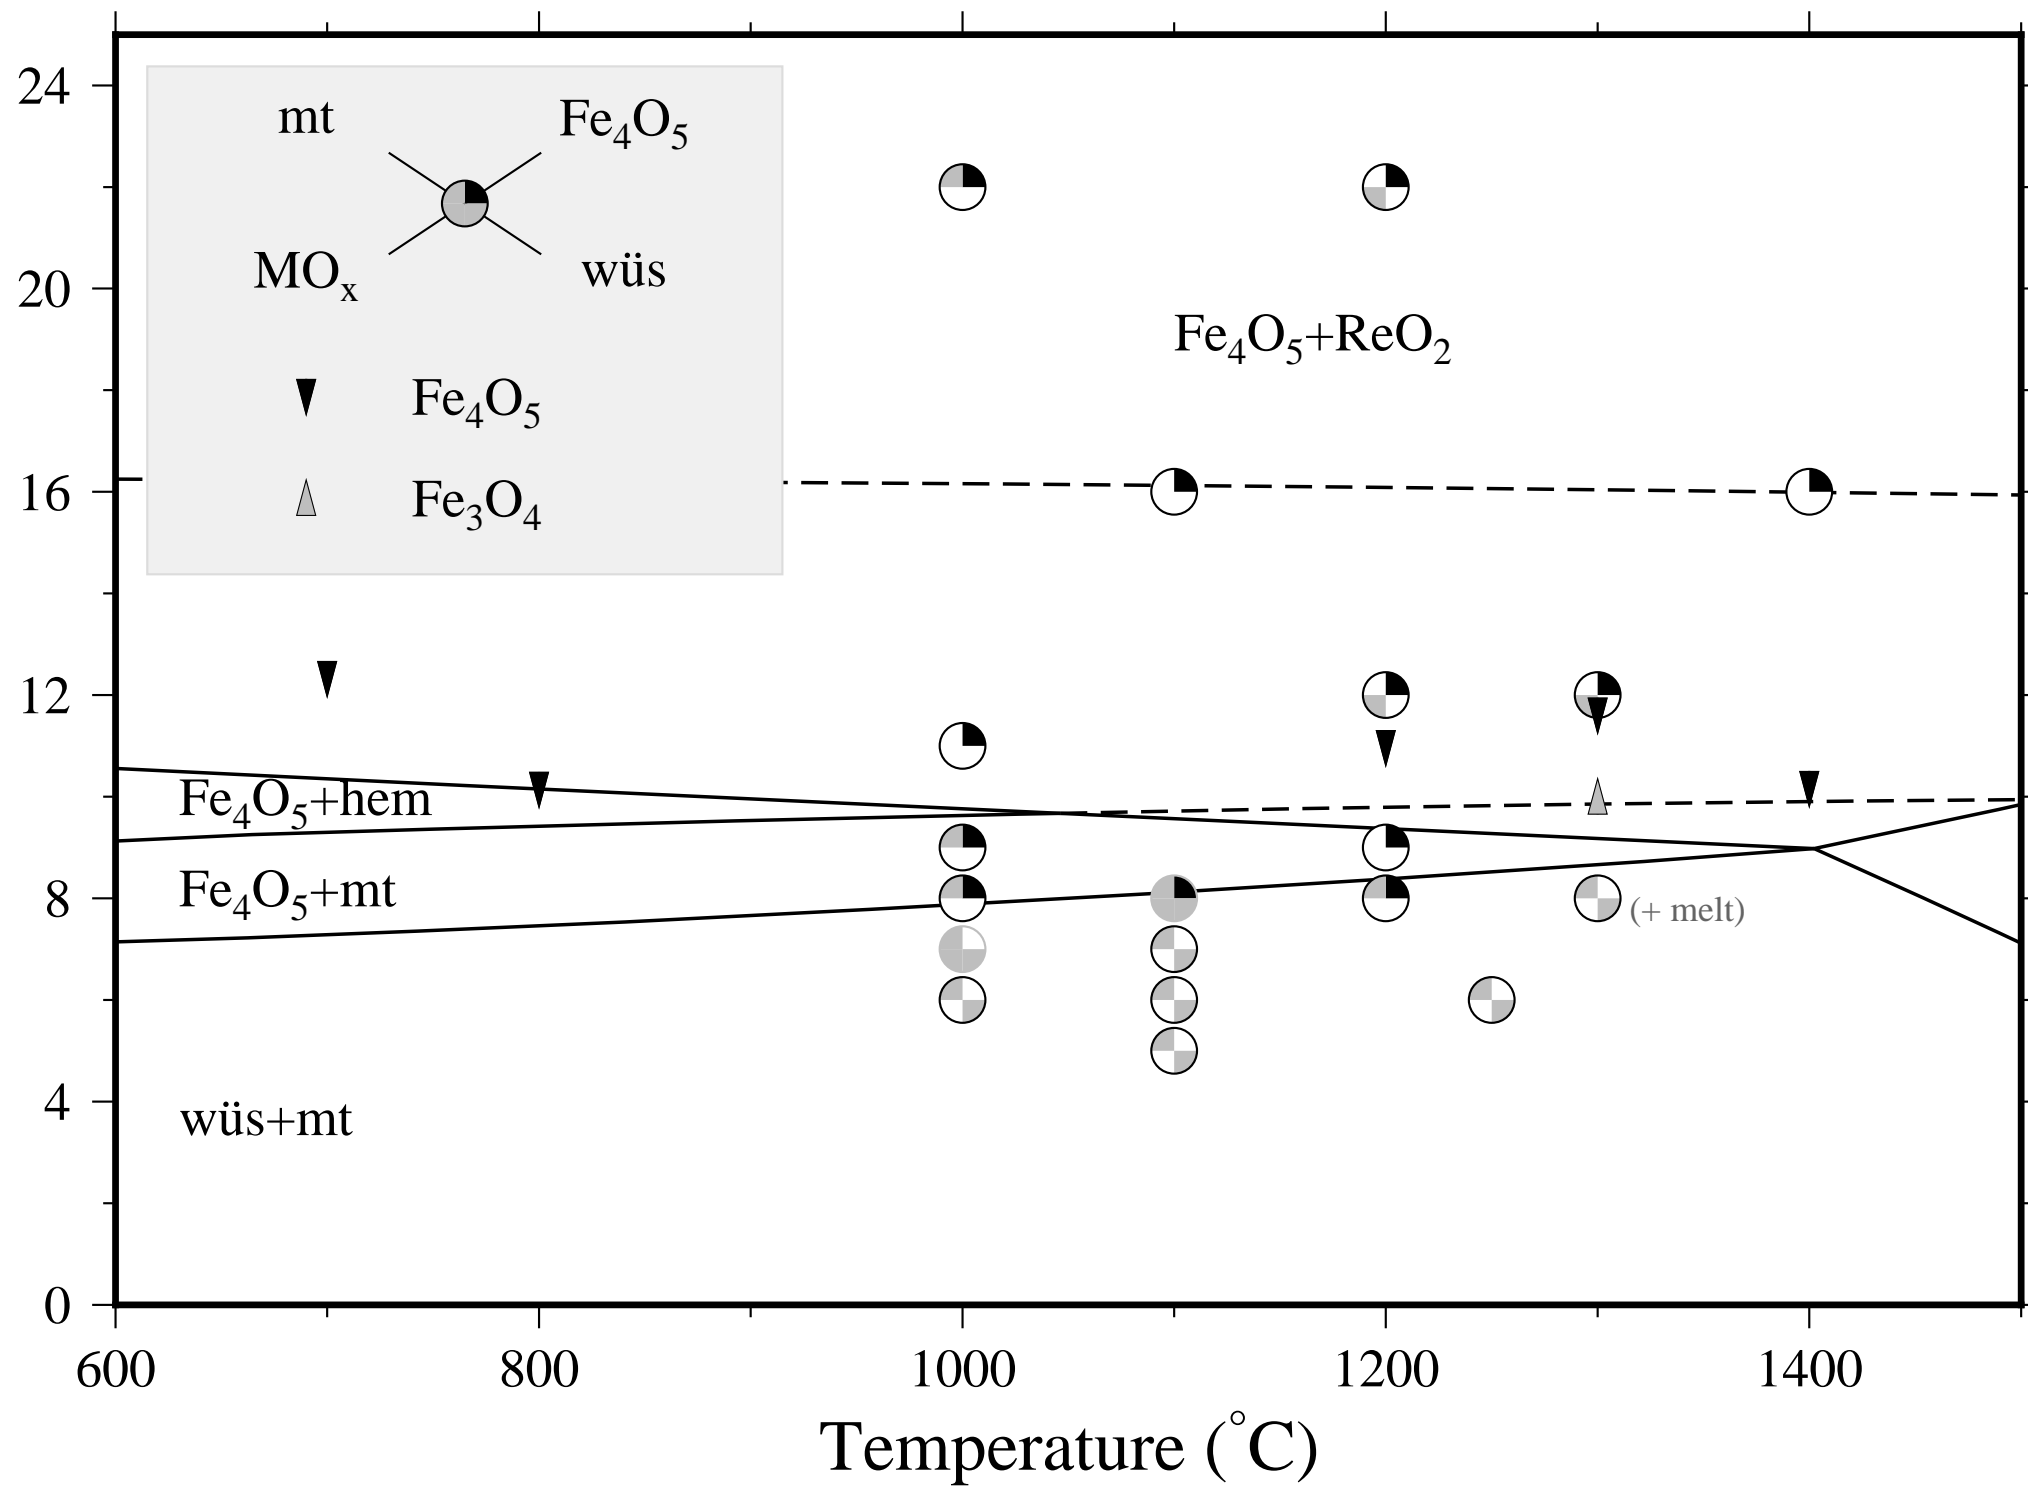 24
mt
Fe4O5
MOx
wüs
20
Fe4O5+ReO2
Fe4O5
16
Fe3O4
12
Fe4O5+hem
8
Fe4O5+mt
(+ melt)
4
wüs+mt
0
600 800 1000 1200 1400
Temperature (°C)